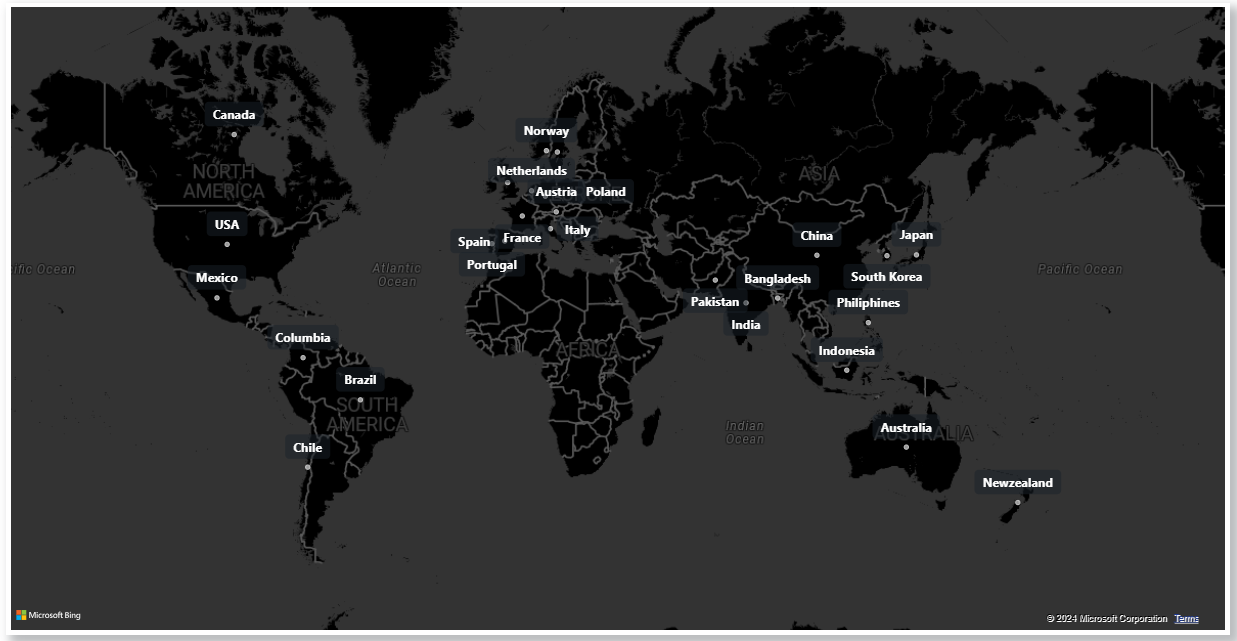 Canada
Norway
NORTH
AMERICA
ASIA
Netherlands
Austria
Poland
USA
Italy
France
Spain
China
Japan
Portugal
ific Ocean
Atlantic
Ocean
Pacific Ocean
Mexico
Bangladesh
South Korea
Pakistan
Philiphines
India
Columbia
AFRICA
Indonesia
Brazil
SOUTH
AMERICA
Indian
Ocean
Australia
AUSTRALIA
Chile
Newzealand
Microsoft Bing
© 2024 Microsoft Corporation Terms